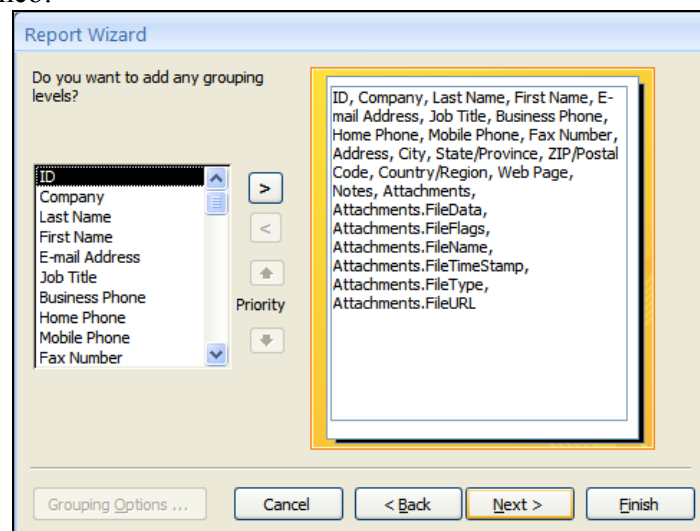 Report Wizard
Do you want to add any grouping
levels?
ID
Company
Last Name
First Name
E-mail Address
Job Title
Business Phone
Home Phone
Mobile Phone
Fax Number
>
<
Priority
ID, Company, Last Name, First Name, E-
mail Address, Job Title, Business Phone,
Home Phone, Mobile Phone, Fax Number,
Address, City, State/Province, ZIP/Postal
Code, Country/Region, Web Page,
Notes, Attachments,
Attachments.FileData,
Attachments.FileFlags,
Attachments.FileName,
Attachments.FileTimeStamp,
Attachments.FileType,
Attachments.FileURL
Grouping Options ...
Cancel
< Back
Next >
Finish